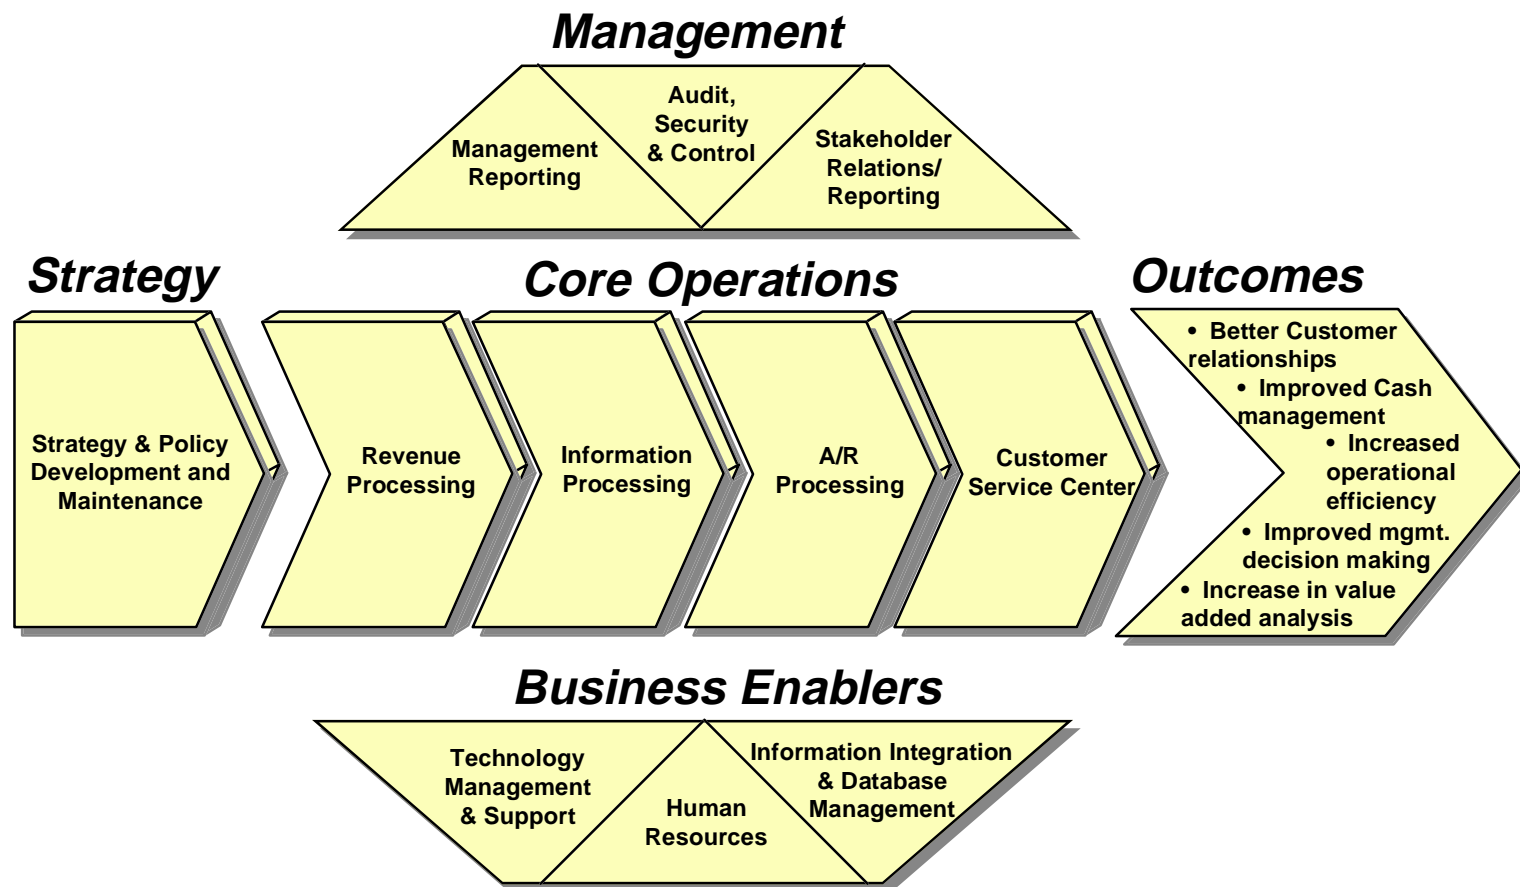 Management
Audit,
Security
& Control
Management
Reporting
Stakeholder
Relations/
Reporting
Strategy
Core Operations
Outcomes
Strategy & Policy
Development and
Maintenance
Revenue
Processing
Information
Processing
A/R
Processing
Customer
Service Center
• Better Customer
relationships
• Improved Cash
management
• Increased
operational
efficiency
• Improved mgmt.
decision making
• Increase in value
added analysis
Business Enablers
Technology
Management
& Support
Human
Resources
Information Integration
& Database
Management